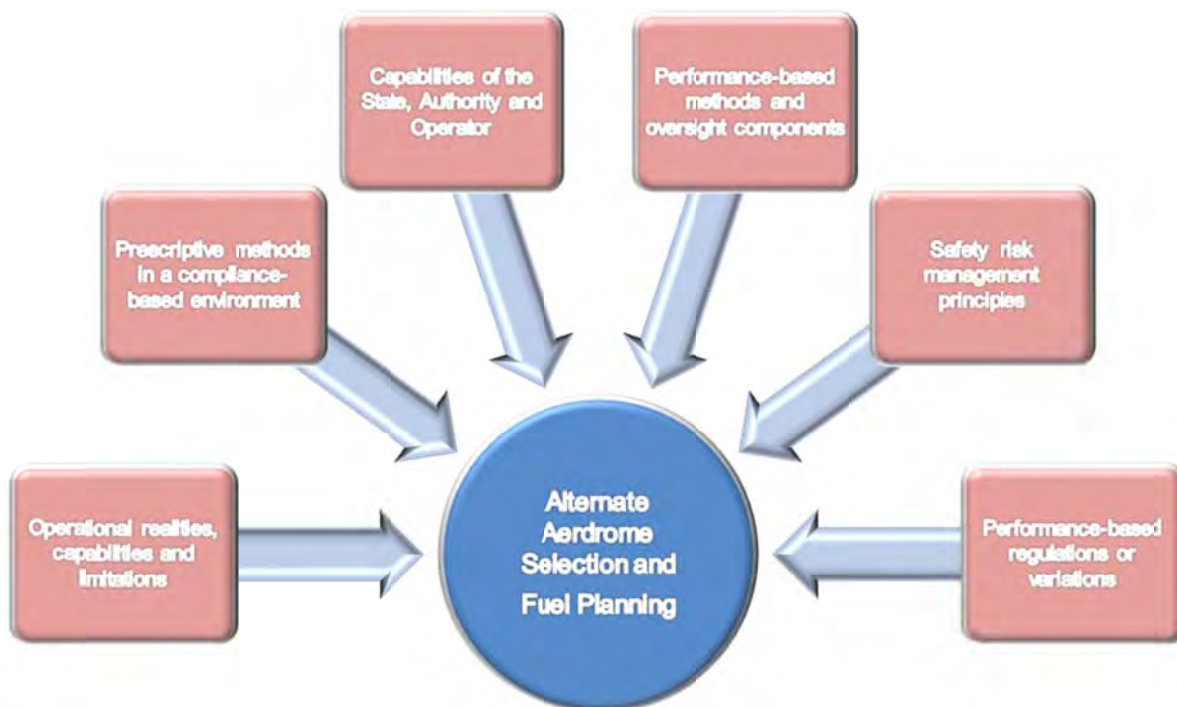 Capabilities of the
State, Authority and
Operator
Performance-based
methods and
oversight components
Prescriptive methods
in a compliance-
based environment
Safety risk
management
principles
Operational realities,
capabilities and
limitations
Alternate
Aerdrome
Selection and
Fuel Planning
Performance-based
regulations or
variations